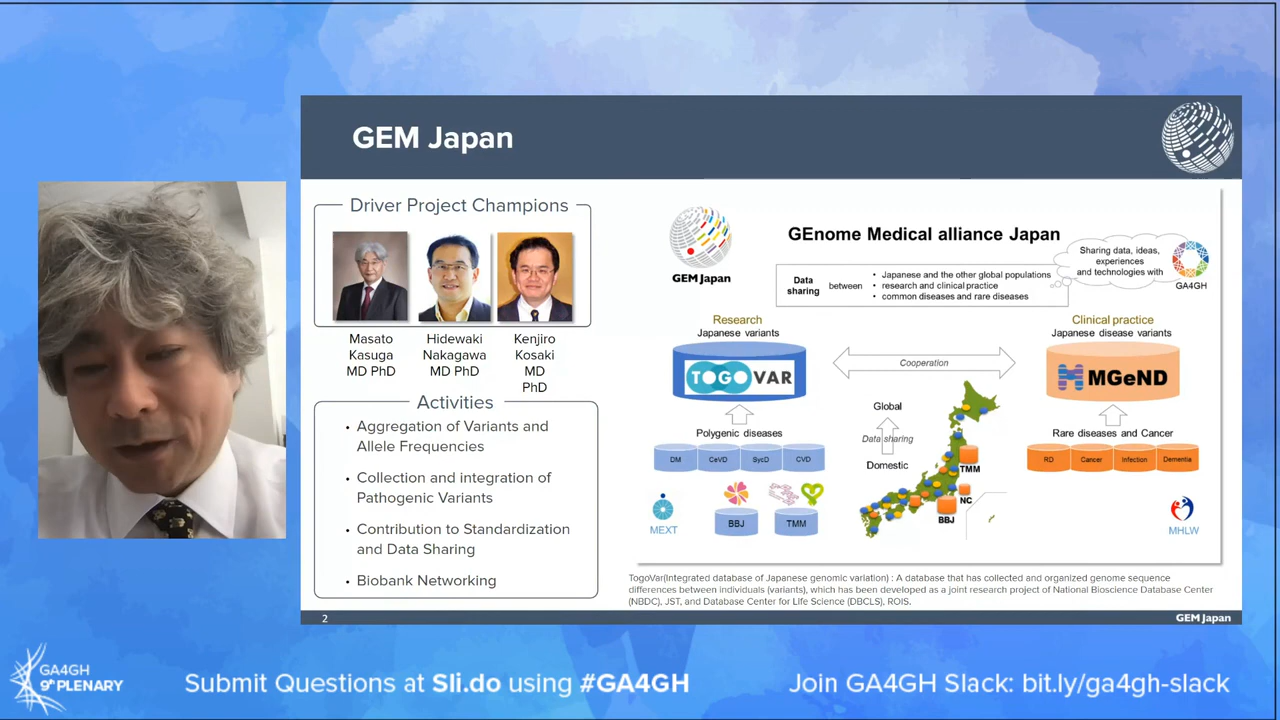 GEM Japan
Driver Project Champions
Masato
Kasuga
MD PhD
Hidewaki
Nakagawa
MD PhD
Kenjiro
Kosaki
MD
PhD
Activities
• Aggregation of Variants and
Allele Frequencies
• Collection and integration of
Pathogenic Variants
• Contribution to Standardization
and Data Sharing
• Biobank Networking
GEM Japan
GEnome Medical alliance Japan
Sharing data, ideas,
experiences
and technologies with
GA4GH
Data
sharing
between
• Japanese and the other global populations
• research and clinical practice
• common diseases and rare diseases
Research
Japanese variants
TOGO VAR
Cooperation
Clinical practice
Japanese disease variants
MGeND
Polygenic diseases
DM
CeVD
SycD
CVD
MEXT
BBJ
TMM
Global
Data sharing
Domestic
TMM
NC
BBJ
Rare diseases and Cancer
RD
Cancer
Infection
Dementia
MHLW
TogoVar(Integrated database of Japanese genomic variation) : A database that has collected and organized genome sequence
differences between individuals (variants), which has been developed as a joint research project of National Bioscience Database Center
(NBDC), JST, and Database Center for Life Science (DBCLS), ROIS.
2
GEM Japan
GA4GH
9th PLENARY
Submit Questions at Sli.do using #GA4GH
Join GA4GH Slack: bit.ly/ga4gh-slack